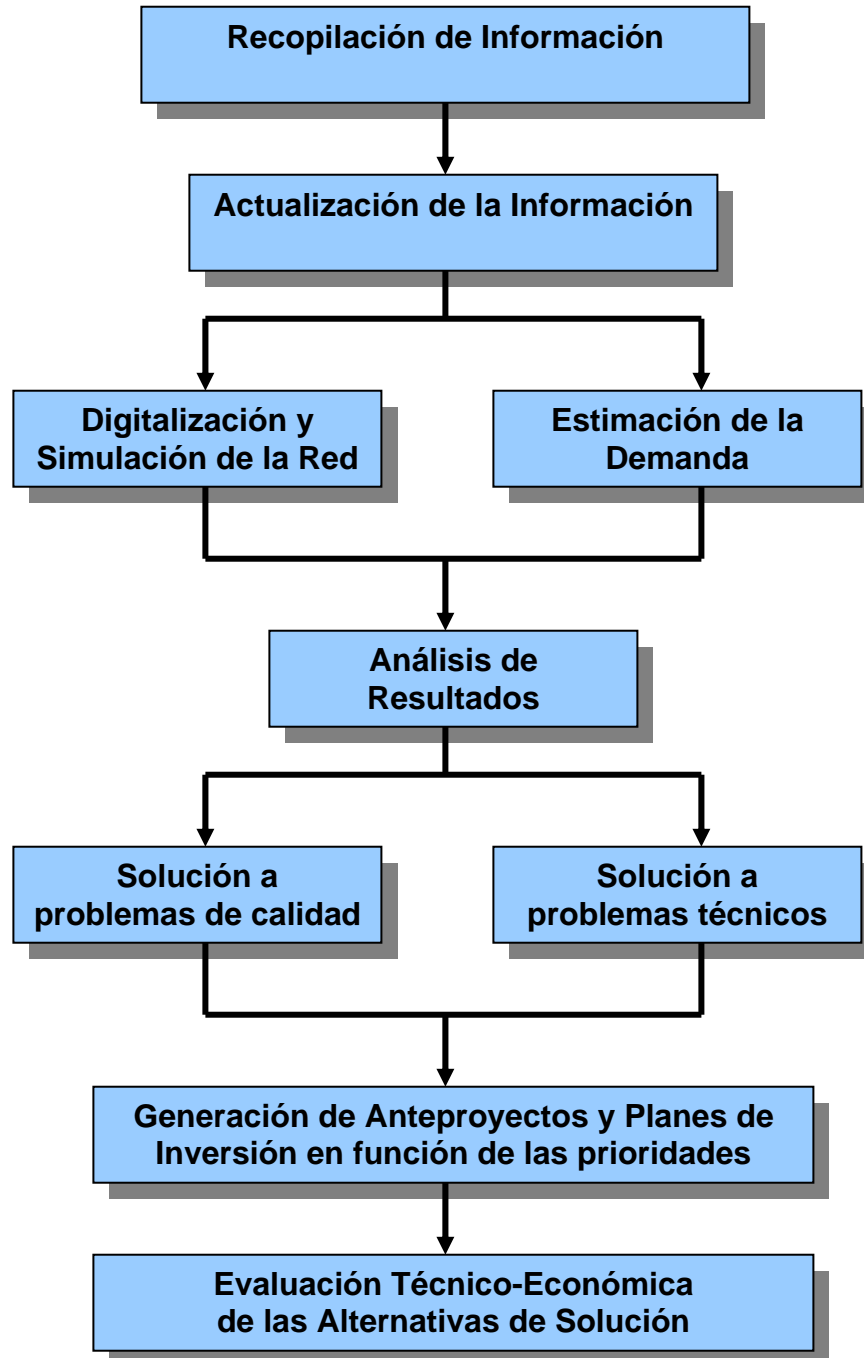 Recopilación de Información
Actualización de la Información
Digitalización y
Simulación de la Red
Estimación de la
Demanda
Análisis de
Resultados
Solución a
problemas de calidad
Solución a
problemas técnicos
Generación de Anteproyectos y Planes de
Inversión en función de las prioridades
Evaluación Técnico-Económica
de las Alternativas de Solución